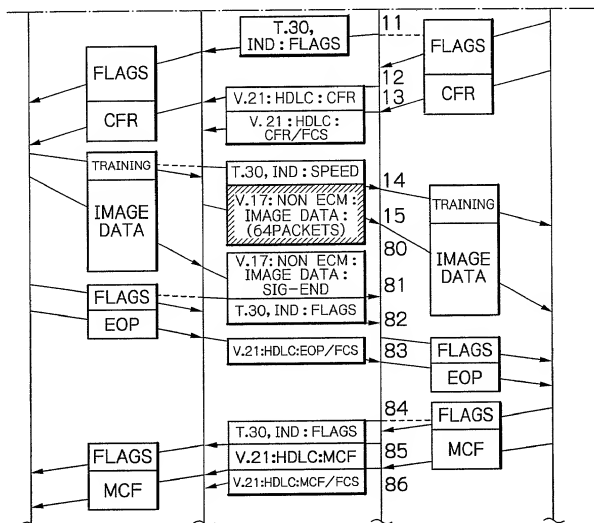 T.30,
IND : FLAGS
11
FLAGS
FLAGS
12
CFR
V.21: HDLC : CFR
13
CFR
V.21: HDLC :
CFR/FCS
TRAINING
T.30, IND : SPEED
14
TRAINING
IMAGE
DATA
V.17: NON ECM :
IMAGE DATA:
(64PACKETS)
15
80
IMAGE
DATA
V.17: NON ECM :
IMAGE DATA:
SIG-END
81
FLAGS
T.30, IND : FLAGS
82
EOP
V.21:HDLC:EOP/FCS
83
FLAGS
EOP
84
FLAGS
T.30, IND : FLAGS
FLAGS
V.21:HDLC:MCF
85
MCF
MCF
V.21:HDLC:MCF/FCS
86